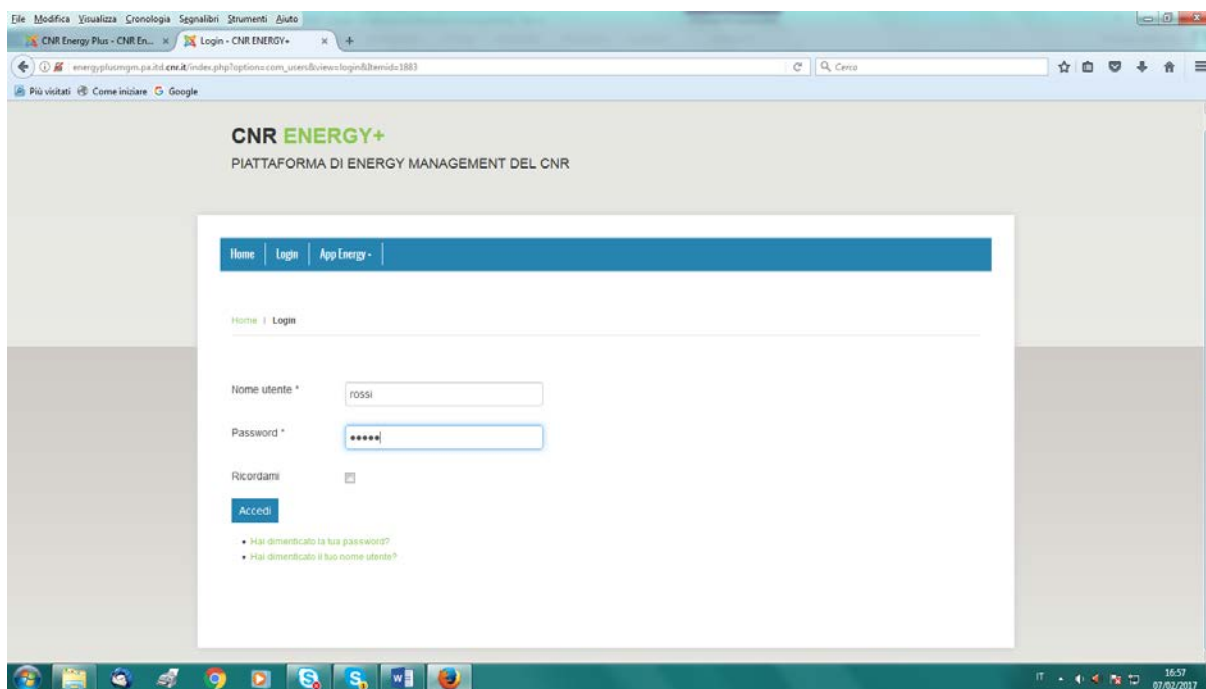 File Modifica Visualizza Cronologia Segnalibri Strumenti Aiuto
CNR Energy Plus - CNR En... × Login - CNR ENERGY+ × +
energyplusmgm.pa.itd.cnr.it/index.php?option=com_users&view=login&Itemid=1883 Cerca
Più visitati Come iniziare Google
CNR ENERGY+
PIATTAFORMA DI ENERGY MANAGEMENT DEL CNR
Home Login App Energy
Home | Login
Nome utente *
rossi
Password *
•••••
Ricordami
Accedi
• Hai dimenticato la tua password?
• Hai dimenticato il tuo nome utente?
IT 16:57
07/02/2017